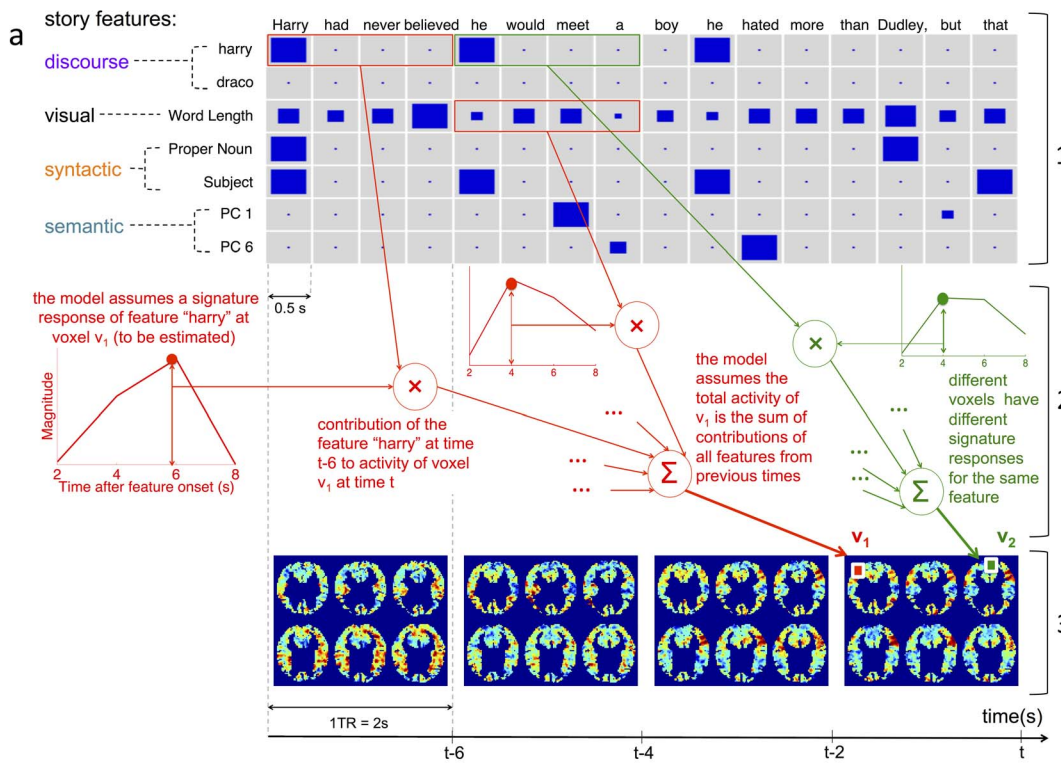 a
story features:
Harry had never believed he would meet a boy he hated more than Dudley, but that
discourse
harry
draco
visual
Word Length
syntactic
Proper Noun
Subject
semantic
PC 1
PC 6
0.5 s
the model assumes a signature
response of feature “harry” at
voxel v1 (to be estimated)
Magnitude
2 4 6 8
Time after feature onset (s)
×
contribution of the
feature “harry” at time
t-6 to activity of voxel
v1 at time t
2 4 6 8
×
...
...
...
Σ
the model
assumes the
total activity of
v1 is the sum of
contributions of
all features from
previous times
×
2 4 6 8
different
voxels have
different
signature
responses
for the same
feature
...
...
...
Σ
v1
v2
3
1TR = 2s
time(s)
t-6 t-4 t-2 t